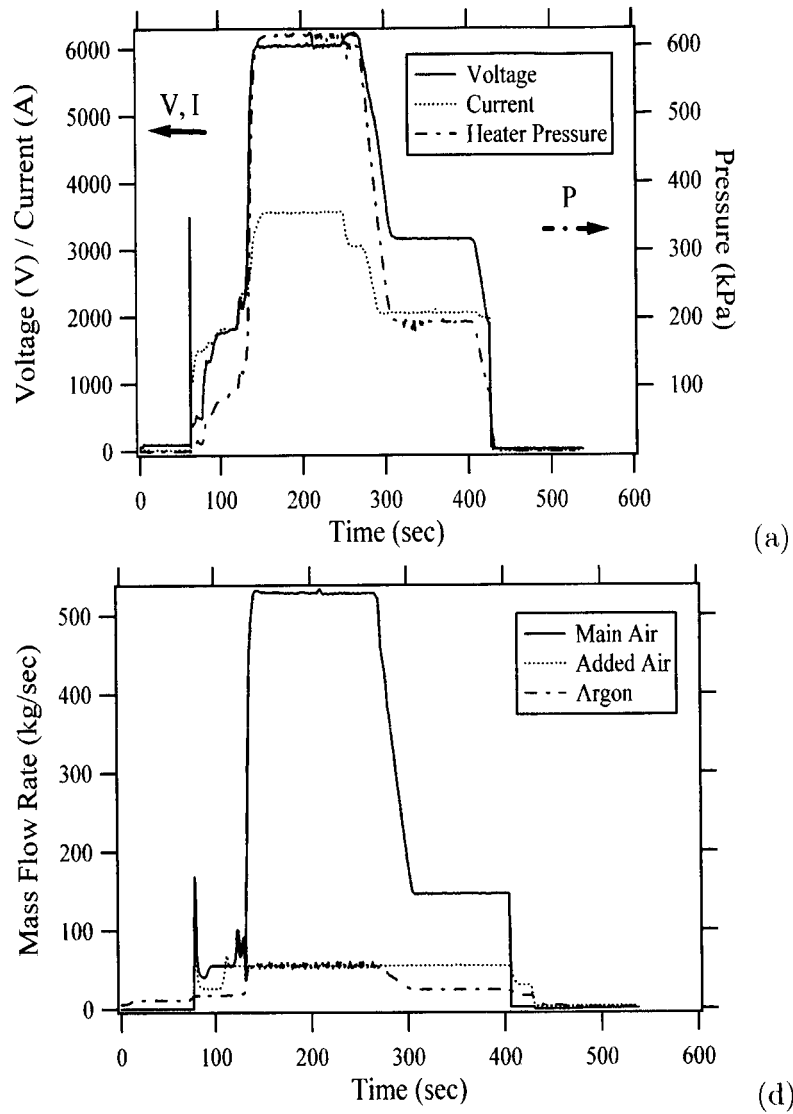 6000
5000
4000
3000
2000
1000
0
Voltage (V) / Current (A)
V, I
Voltage
Current
Heater Pressure
P
600
500
400
300
200
100
Pressure (kPa)
0 100 200 300 400 500 600
Time (sec)
(a)
500
400
300
200
100
0
Mass Flow Rate (kg/sec)
Main Air
Added Air
Argon
0 100 200 300 400 500 600
Time (sec)
(d)